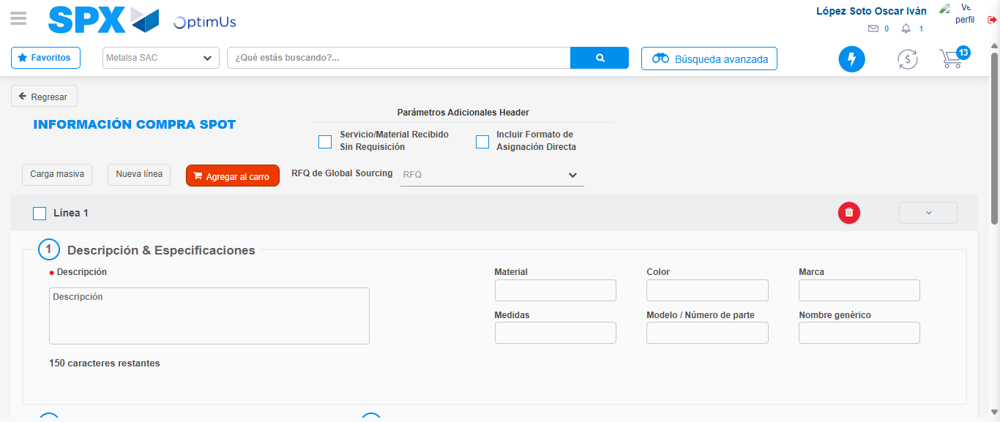 SPX OptimUs
López Soto Oscar Iván
Ve
perfil
0 1
Favoritos
Metalsa SAC
¿Qué estás buscando?...
Búsqueda avanzada
13
Regresar
INFORMACIÓN COMPRA SPOT
Parámetros Adicionales Header
Servicio/Material Recibido
Sin Requisición
Incluir Formato de
Asignación Directa
Carga masiva
Nueva línea
Agregar al carro
RFQ de Global Sourcing
RFQ
Línea 1
1 Descripción & Especificaciones
* Descripción
Descripción
150 caracteres restantes
Material
Color
Marca
Medidas
Modelo / Número de parte
Nombre genérico